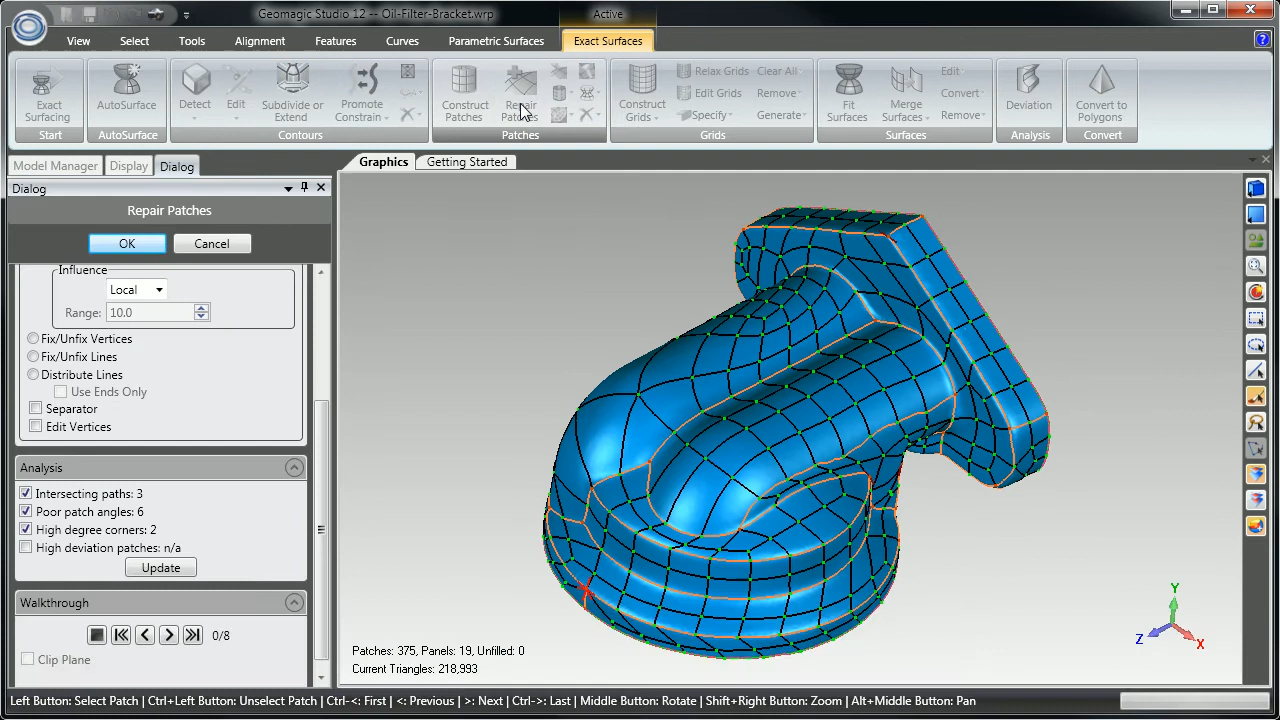 Geomagic Studio 12 -- Oil-Filter-Bracket.wrp
Active
View Select Tools Alignment Features Curves Parametric Surfaces Exact Surfaces
Exact Surfacing
AutoSurface
Detect
Edit
Subdivide or Extend
Promote Constrain
Construct Patches
Repair Patches
Construct Grids
Relax Grids
Edit Grids
Specify
Clear All
Remove
Generate
Fit Surfaces
Merge Surfaces
Edit
Convert
Remove
Deviation
Convert to Polygons
Start AutoSurface Contours Patches Grids Surfaces Analysis Convert
Model Manager Display Dialog
Graphics Getting Started
Dialog
Repair Patches
OK Cancel
Influence
Local
Range: 10.0
Fix/Unfix Vertices
Fix/Unfix Lines
Distribute Lines
Use Ends Only
Separator
Edit Vertices
Analysis
Intersecting paths: 3
Poor patch angles: 6
High degree corners: 2
High deviation patches: n/a
Update
Walkthrough
0/8
Clip Plane
Patches: 375, Panels: 19, Unfilled: 0
Current Triangles: 218,993
Y
Z
X
Left Button: Select Patch | Ctrl+Left Button: Unselect Patch | Ctrl-<: First | <: Previous | >: Next | Ctrl->: Last | Middle Button: Rotate | Shift+Right Button: Zoom | Alt+Middle Button: Pan